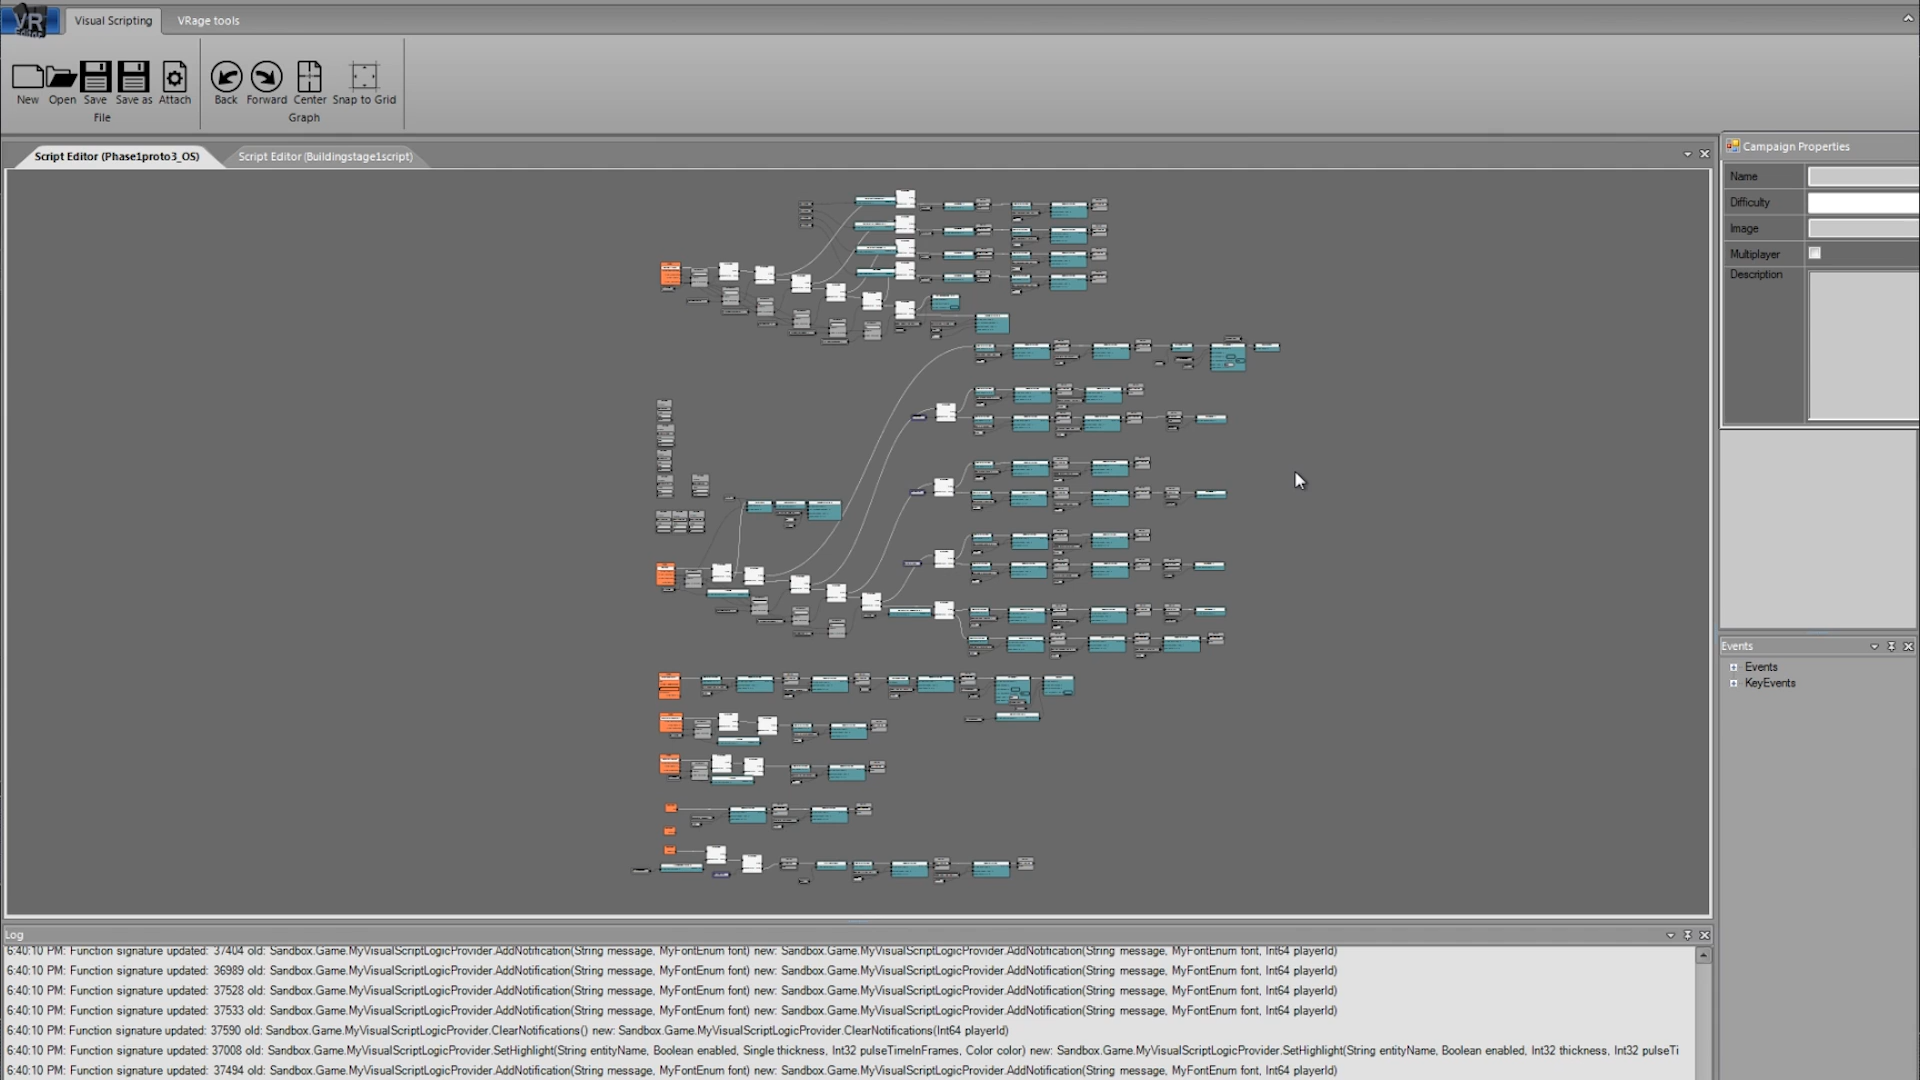 VR
Editor
Visual Scripting
VRage tools
New
Open
Save
Save as
Attach
Back
Forward
Center
Snap to Grid
File
Graph
Script Editor (Phase1proto3_OS)
Script Editor (Buildingstage1script)
Campaign Properties
Name
Difficulty
Image
Multiplayer
Description
Events
Events
KeyEvents
Log
6:40:10 PM: Function signature updated: 37404 old: Sandbox.Game.MyVisualScriptLogicProvider.AddNotification(String message, MyFontEnum font) new: Sandbox.Game.MyVisualScriptLogicProvider.AddNotification(String message, MyFontEnum font, Int64 playerId)
6:40:10 PM: Function signature updated: 36989 old: Sandbox.Game.MyVisualScriptLogicProvider.AddNotification(String message, MyFontEnum font) new: Sandbox.Game.MyVisualScriptLogicProvider.AddNotification(String message, MyFontEnum font, Int64 playerId)
6:40:10 PM: Function signature updated: 37528 old: Sandbox.Game.MyVisualScriptLogicProvider.AddNotification(String message, MyFontEnum font) new: Sandbox.Game.MyVisualScriptLogicProvider.AddNotification(String message, MyFontEnum font, Int64 playerId)
6:40:10 PM: Function signature updated: 37533 old: Sandbox.Game.MyVisualScriptLogicProvider.AddNotification(String message, MyFontEnum font) new: Sandbox.Game.MyVisualScriptLogicProvider.AddNotification(String message, MyFontEnum font, Int64 playerId)
6:40:10 PM: Function signature updated: 37590 old: Sandbox.Game.MyVisualScriptLogicProvider.ClearNotifications() new: Sandbox.Game.MyVisualScriptLogicProvider.ClearNotifications(Int64 playerId)
6:40:10 PM: Function signature updated: 37008 old: Sandbox.Game.MyVisualScriptLogicProvider.SetHighlight(String entityName, Boolean enabled, Single thickness, Int32 pulseTimeInFrames, Color color) new: Sandbox.Game.MyVisualScriptLogicProvider.SetHighlight(String entityName, Boolean enabled, Int32 thickness, Int32 pulseTi
6:40:10 PM: Function signature updated: 37494 old: Sandbox.Game.MyVisualScriptLogicProvider.AddNotification(String message, MyFontEnum font) new: Sandbox.Game.MyVisualScriptLogicProvider.AddNotification(String message, MyFontEnum font, Int64 playerId)